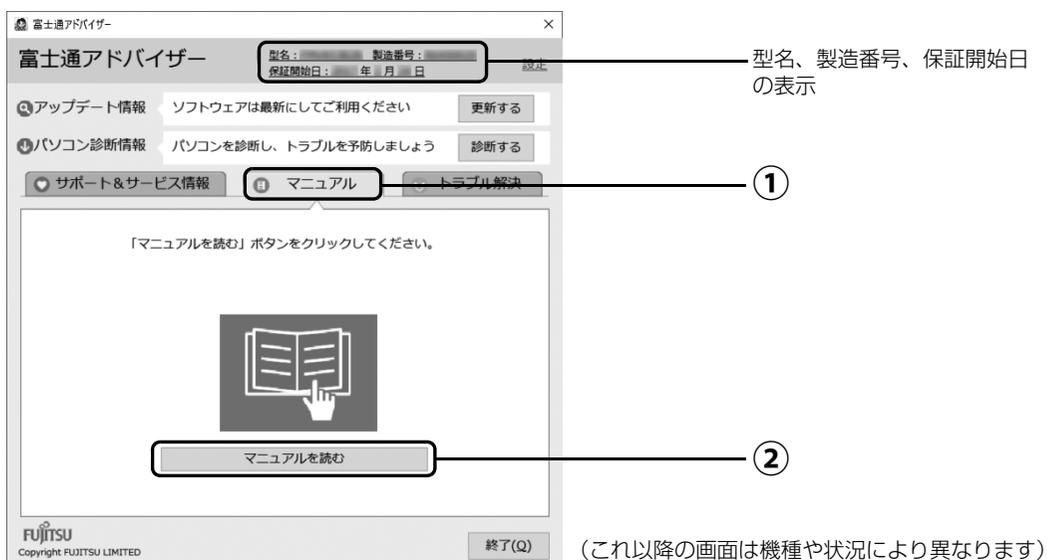 富士通アドバイザー
×
富士通アドバイザー
型名： 製造番号：
保証開始日： 年 月 日
設定
型名、製造番号、保証開始日
の表示
アップデート情報 ソフトウェアは最新にしてご利用ください 更新する
パソコン診断情報 パソコンを診断し、トラブルを予防しましょう 診断する
サポート＆サービス情報 マニュアル トラブル解決
①
「マニュアルを読む」ボタンをクリックしてください。
マニュアルを読む
②
FUJITSU
Copyright FUJITSU LIMITED
終了(Q)
（これ以降の画面は機種や状況により異なります）